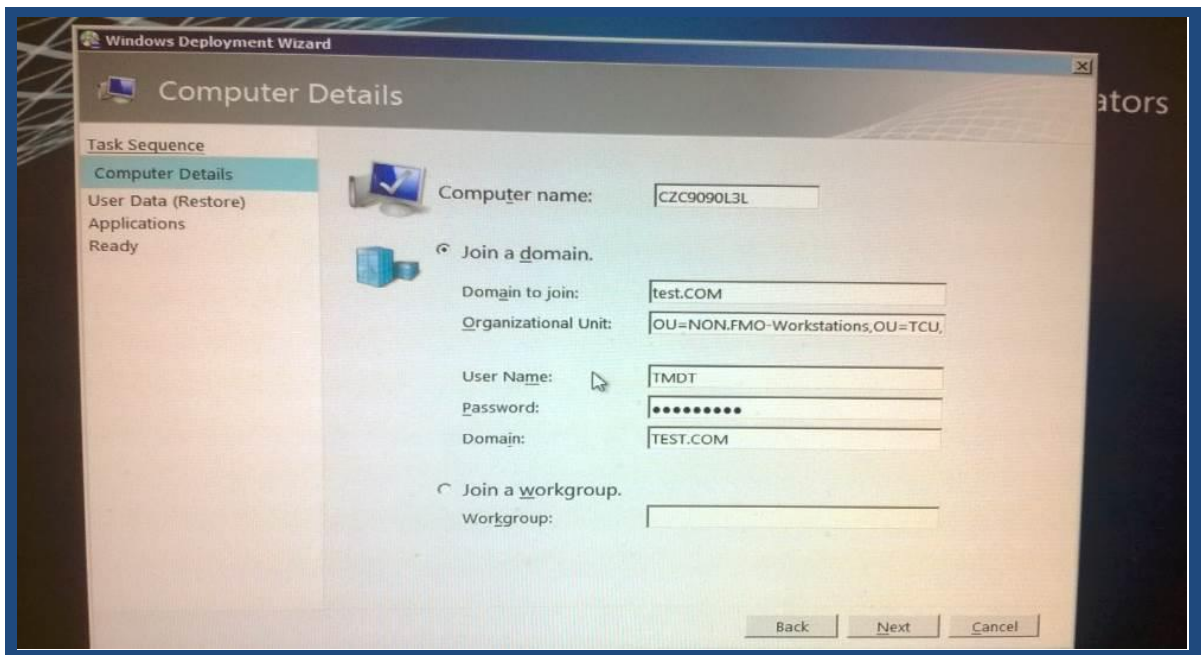 Windows Deployment Wizard
Computer Details
ators
Task Sequence
Computer Details
User Data (Restore)
Applications
Ready
Computer name: CZC9090L3L
Join a domain.
Domain to join: test.COM
Organizational Unit: OU=NON.FMO-Workstations,OU=TCU,
User Name: TMDT
Password: •••••••••
Domain: TEST.COM
Join a workgroup.
Workgroup:
Back Next Cancel